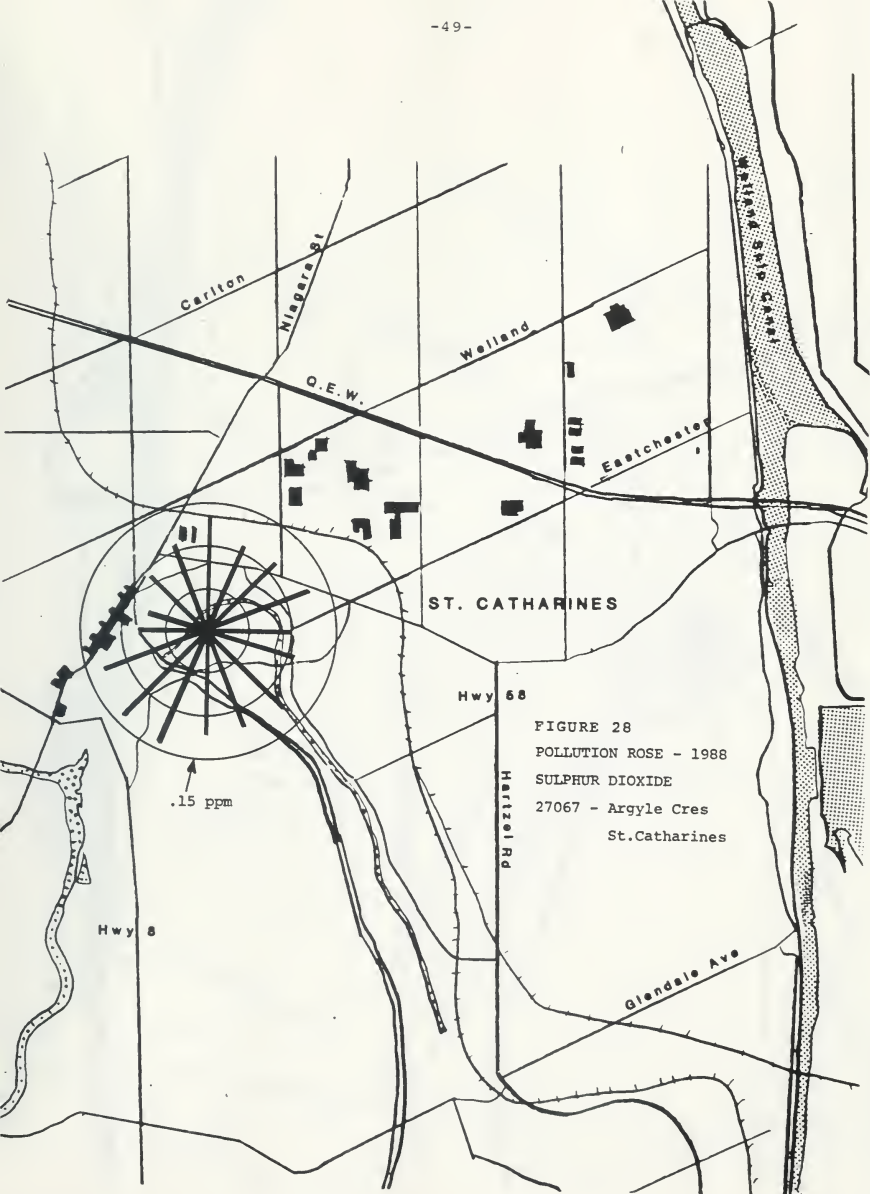 -49-
Welland Ship Canal
Niagara St
Carlton
Welland
Q.E.W.
Eastchester
ST. CATHARINES
Hwy 58
FIGURE 28
POLLUTION ROSE - 1988
SULPHUR DIOXIDE
27067 - Argyle Cres
St.Catharines
.15 ppm
Hartzel Rd
Hwy 8
Glendale Ave